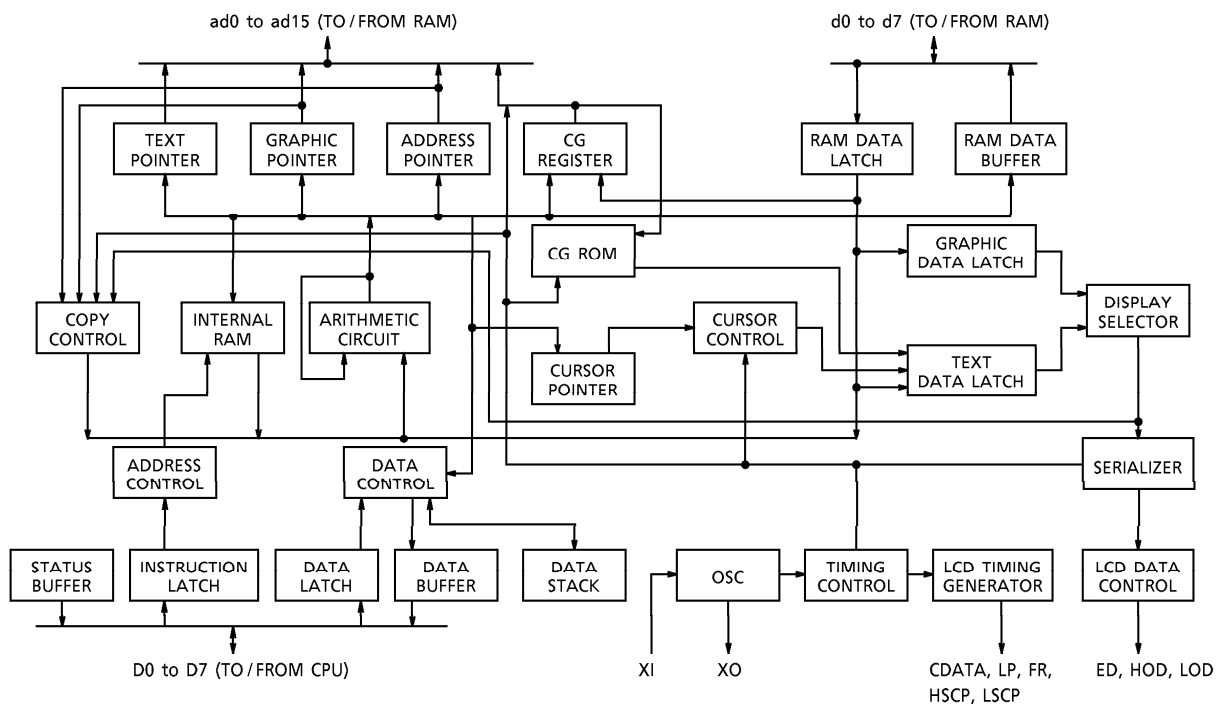 ad0 to ad15 (TO / FROM RAM)
d0 to d7 (TO / FROM RAM)
TEXT
POINTER
GRAPHIC
POINTER
ADDRESS
POINTER
CG
REGISTER
RAM DATA
LATCH
RAM DATA
BUFFER
CG ROM
GRAPHIC
DATA LATCH
COPY
CONTROL
INTERNAL
RAM
ARITHMETIC
CIRCUIT
CURSOR
CONTROL
DISPLAY
SELECTOR
CURSOR
POINTER
TEXT
DATA LATCH
ADDRESS
CONTROL
DATA
CONTROL
SERIALIZER
STATUS
BUFFER
INSTRUCTION
LATCH
DATA
LATCH
DATA
BUFFER
DATA
STACK
OSC
TIMING
CONTROL
LCD TIMING
GENERATOR
LCD DATA
CONTROL
D0 to D7 (TO / FROM CPU)
XI
XO
CDATA, LP, FR,
HSCP, LSCP
ED, HOD, LOD